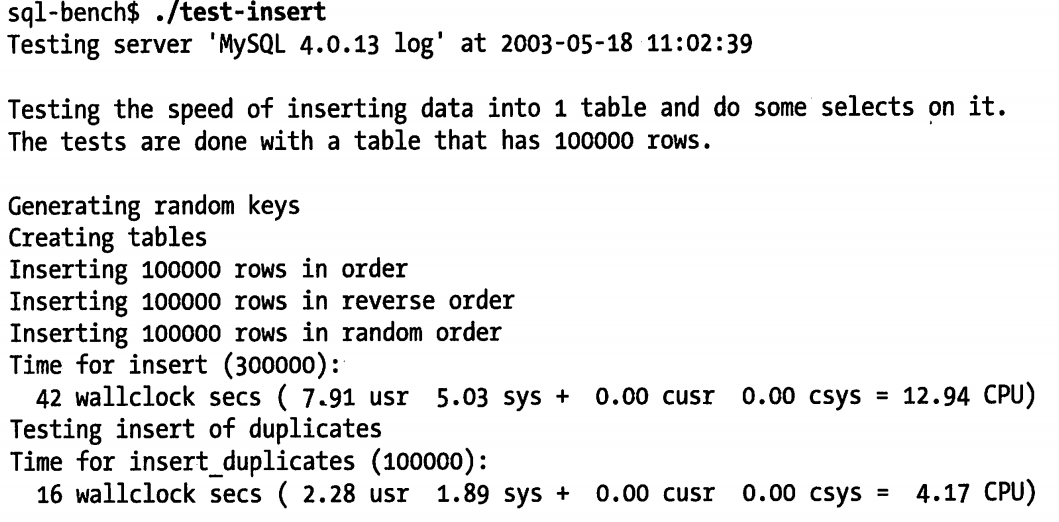 sql-bench$ ./test-insert
Testing server 'MySQL 4.0.13 log' at 2003-05-18 11:02:39
Testing the speed of inserting data into 1 table and do some selects on it.
The tests are done with a table that has 100000 rows.
Generating random keys
Creating tables
Inserting 100000 rows in order
Inserting 100000 rows in reverse order
Inserting 100000 rows in random order
Time for insert (300000):
42 wallclock secs ( 7.91 usr 5.03 sys + 0.00 cusr 0.00 csys = 12.94 CPU)
Testing insert of duplicates
Time for insert_duplicates (100000):
16 wallclock secs ( 2.28 usr 1.89 sys + 0.00 cusr 0.00 csys = 4.17 CPU)